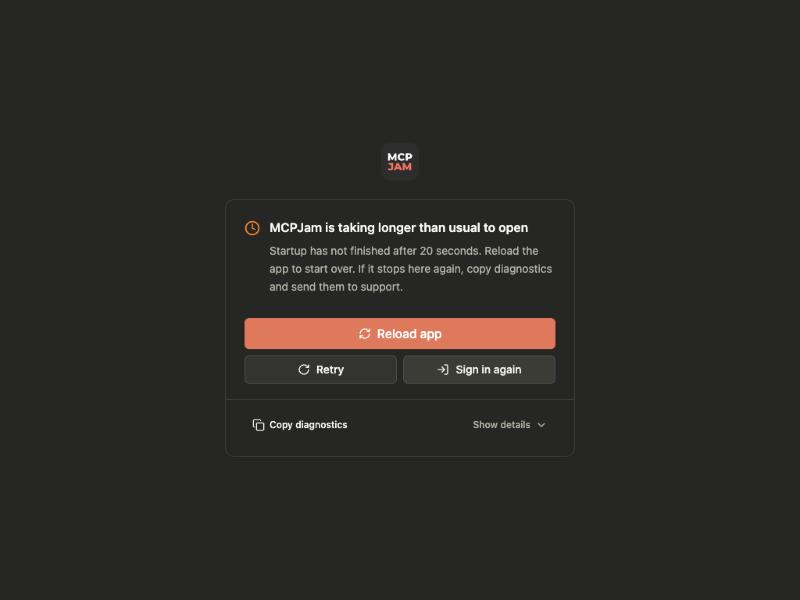 MCP
JAM
MCPJam is taking longer than usual to open
Startup has not finished after 20 seconds. Reload the
app to start over. If it stops here again, copy diagnostics
and send them to support.
Reload app
Retry
Sign in again
Copy diagnostics
Show details